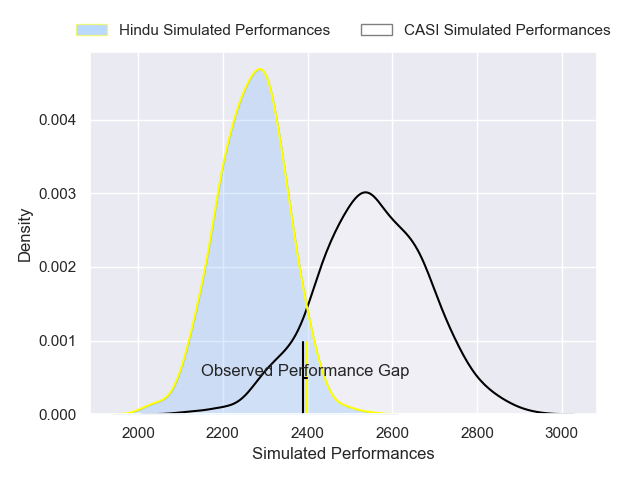 Hindu Simulated Performances
CASI Simulated Performances
Density
0.004
0.003
0.002
0.001
0.000
Observed Performance Gap
2000 2200 2400 2600 2800 3000
Simulated Performances